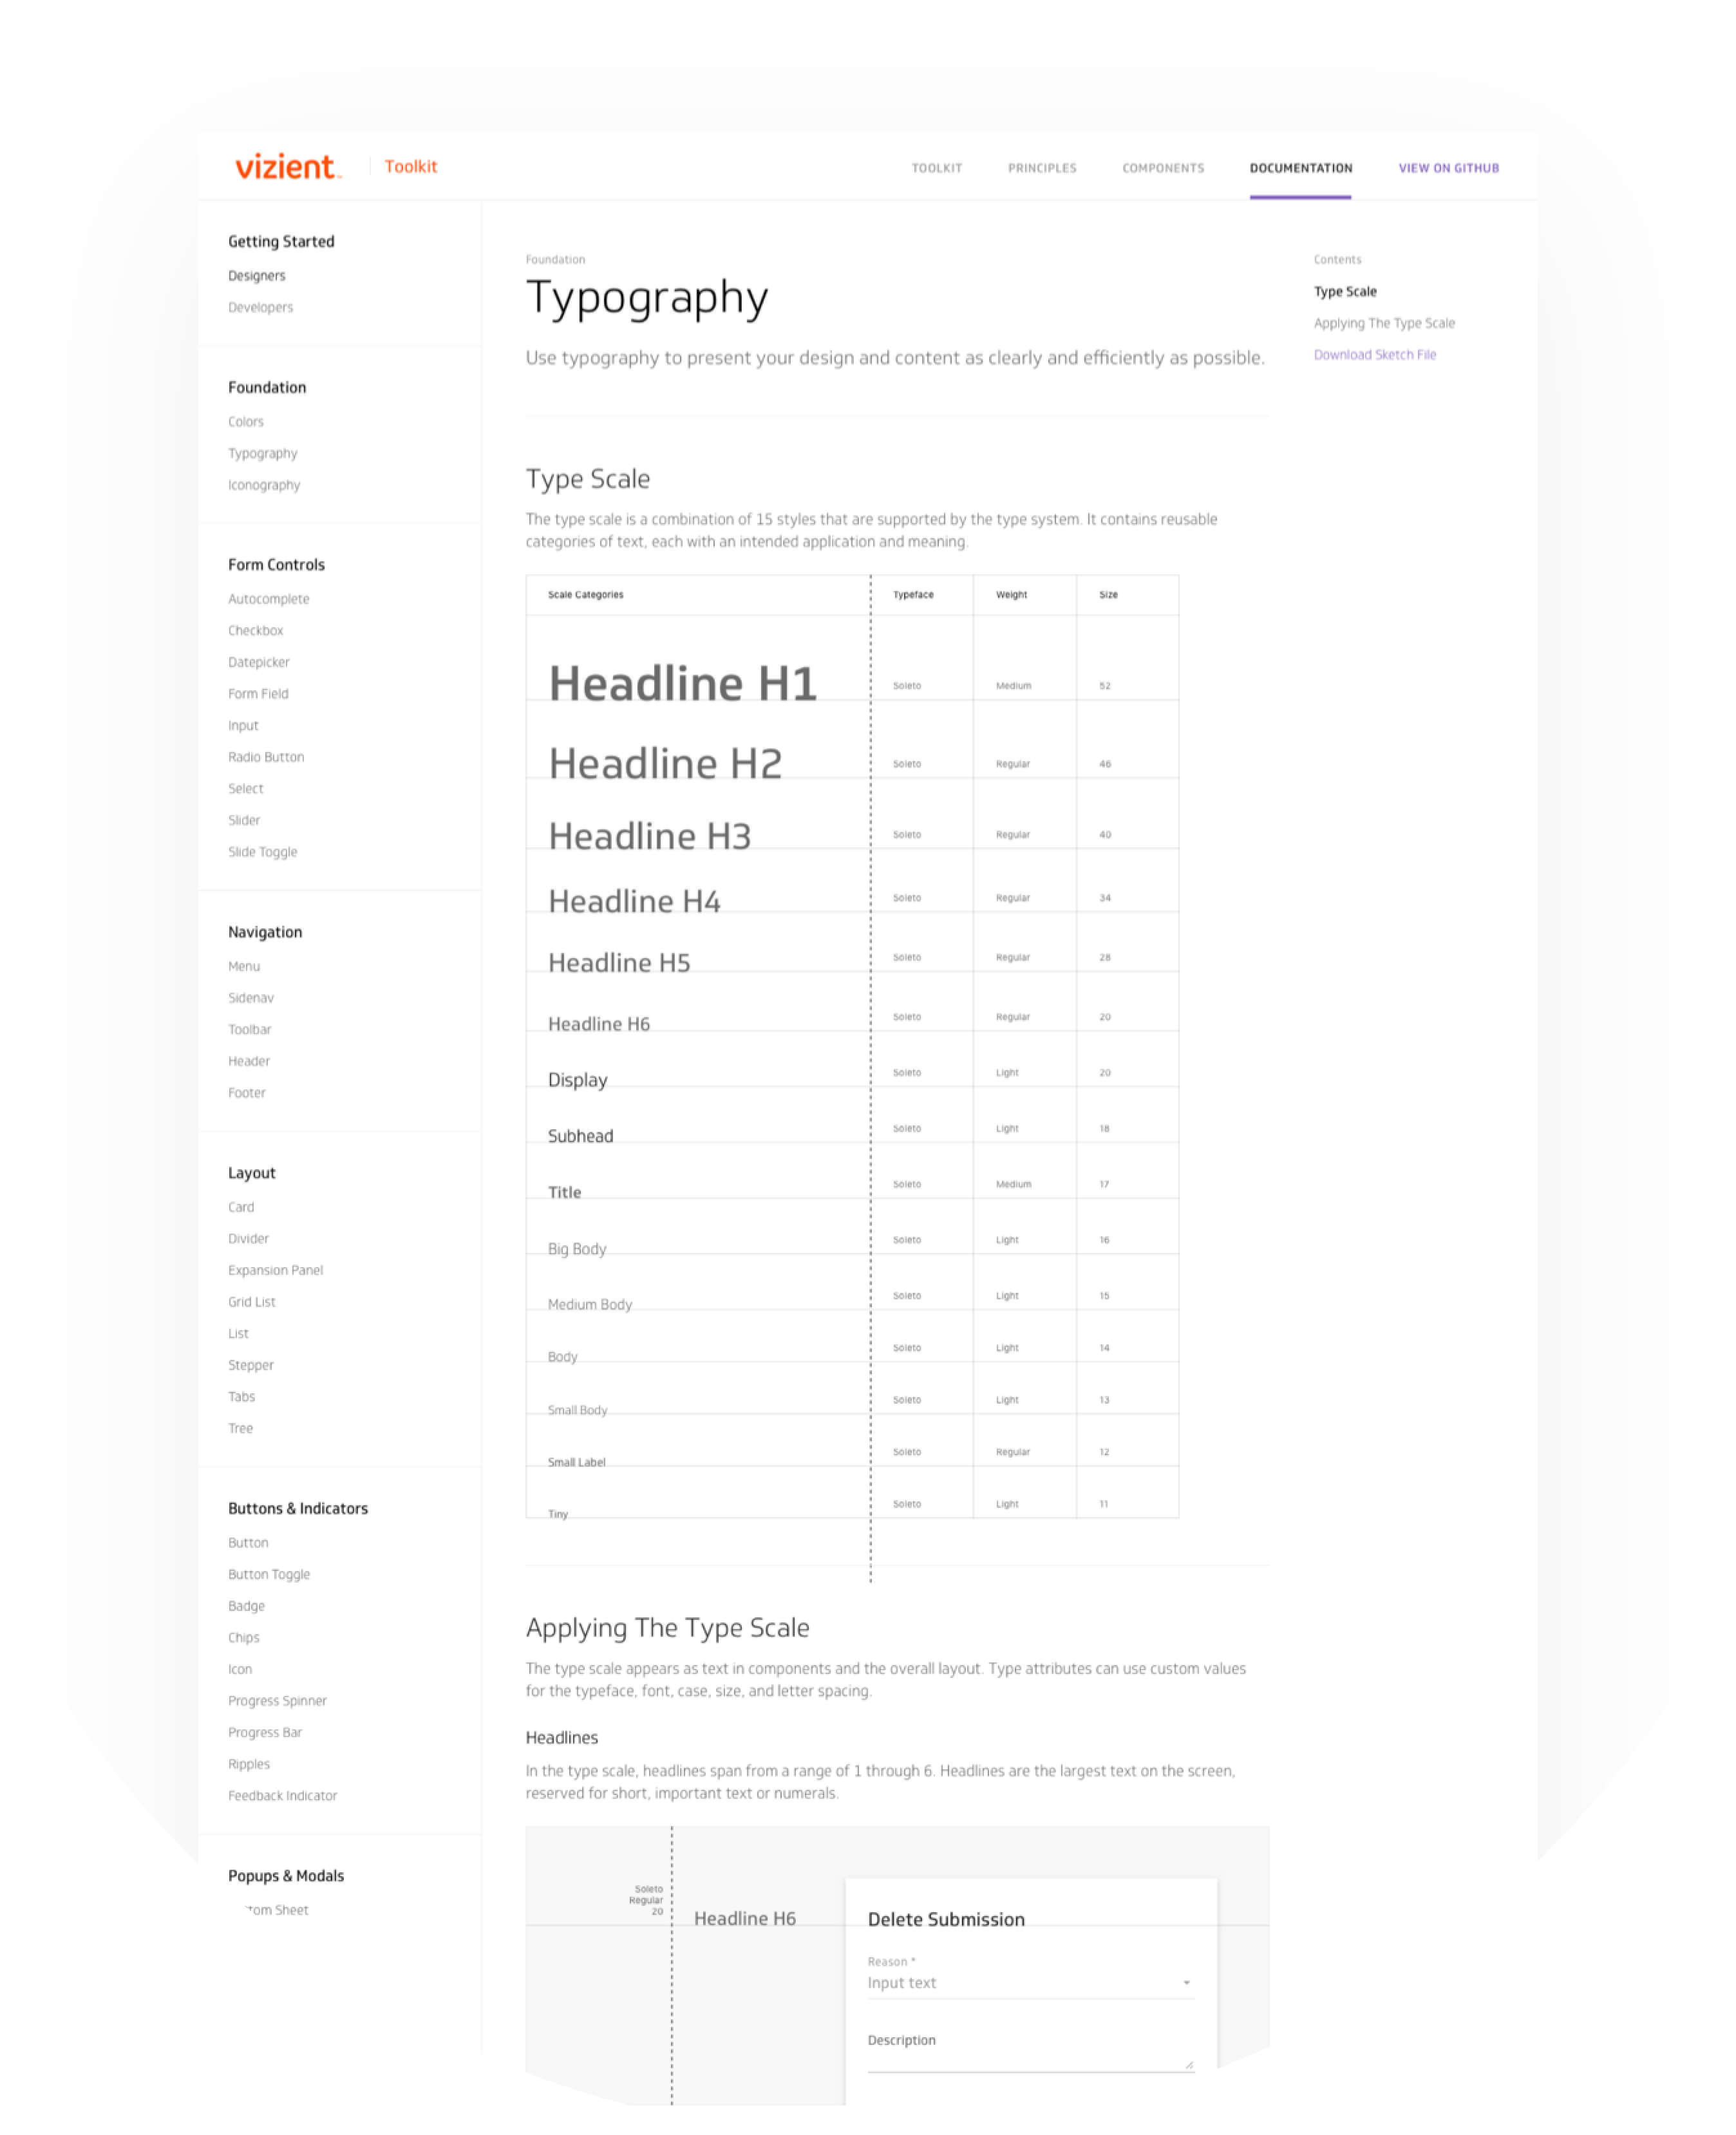 vizient™ Toolkit
TOOLKIT PRINCIPLES COMPONENTS DOCUMENTATION VIEW ON GITHUB
Getting Started
Designers
Developers
Foundation
Colors
Typography
Iconography
Form Controls
Autocomplete
Checkbox
Datepicker
Form Field
Input
Radio Button
Select
Slider
Slide Toggle
Navigation
Menu
Sidenav
Toolbar
Header
Footer
Layout
Card
Divider
Expansion Panel
Grid List
List
Stepper
Tabs
Tree
Buttons & Indicators
Button
Button Toggle
Badge
Chips
Icon
Progress Spinner
Progress Bar
Ripples
Feedback Indicator
Popups & Modals
tom Sheet
Foundation
Typography
Use typography to present your design and content as clearly and efficiently as possible.
Type Scale
The type scale is a combination of 15 styles that are supported by the type system. It contains reusable
categories of text, each with an intended application and meaning.
Scale Categories Typeface Weight Size
Headline H1 Soleto Medium 52
Headline H2 Soleto Regular 46
Headline H3 Soleto Regular 40
Headline H4 Soleto Regular 34
Headline H5 Soleto Regular 28
Headline H6 Soleto Regular 20
Display Soleto Light 20
Subhead Soleto Light 18
Title Soleto Medium 17
Big Body Soleto Light 16
Medium Body Soleto Light 15
Body Soleto Light 14
Small Body Soleto Light 13
Small Label Soleto Regular 12
Tiny Soleto Light 11
Applying The Type Scale
The type scale appears as text in components and the overall layout. Type attributes can use custom values
for the typeface, font, case, size, and letter spacing.
Headlines
In the type scale, headlines span from a range of 1 through 6. Headlines are the largest text on the screen,
reserved for short, important text or numerals.
Soleto
Regular
20
Headline H6
Delete Submission
Reason *
Input text
Description
Contents
Type Scale
Applying The Type Scale
Download Sketch File